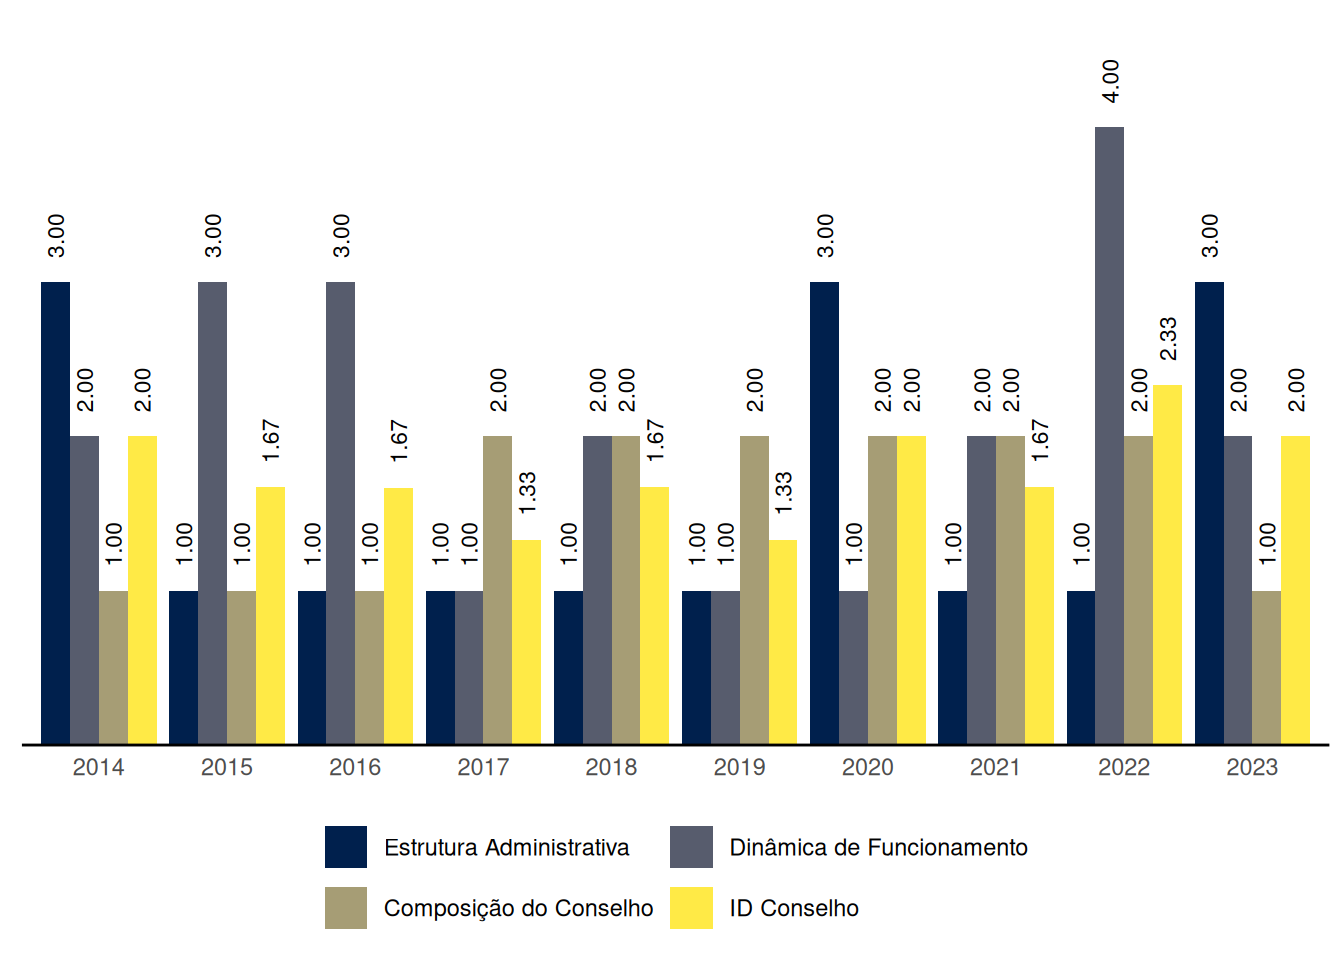 3.00 2.00 1.00 2.00
1.00 3.00 1.00 1.67
1.00 3.00 1.00 1.67
1.00 1.00 2.00 1.33
1.00 2.00 2.00 1.67
1.00 1.00 2.00 1.33
3.00 1.00 2.00 2.00
1.00 2.00 2.00 1.67
1.00 4.00 2.00 2.33
3.00 2.00 1.00 2.00
2014 2015 2016 2017 2018 2019 2020 2021 2022 2023
Estrutura Administrativa Dinâmica de Funcionamento
Composição do Conselho ID Conselho